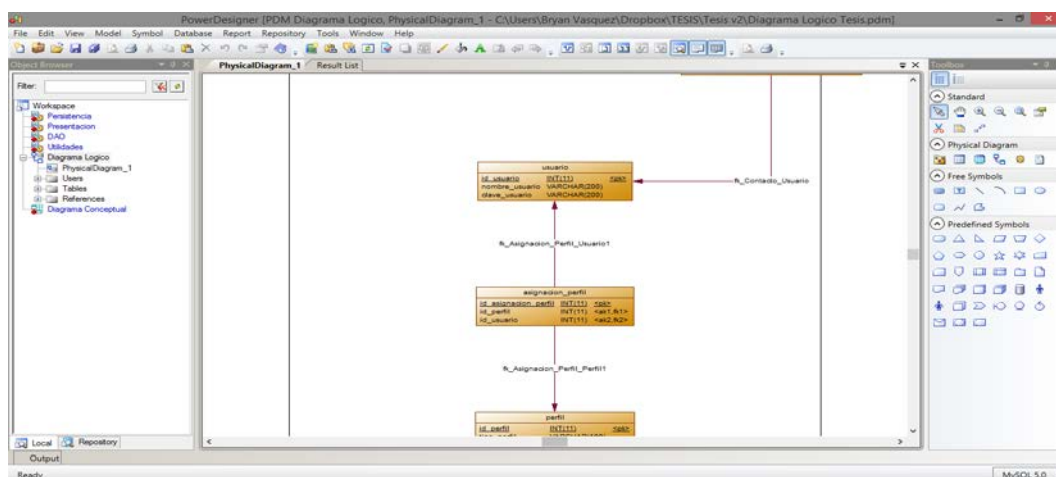 PowerDesigner [PDM Diagrama Logico, PhysicalDiagram_1 - C:\Users\Bryan Vasquez\Dropbox\TESIS\Tesis v2\Diagrama Logico Tesis.pdm]
File Edit View Model Symbol Database Report Repository Tools Window Help
Object Browser
PhysicalDiagram_1 Result List
Toolbox
Filter:
Workspace
Persistencia
Presentacion
DAO
Utilidades
Diagrama Logico
PhysicalDiagram_1
Users
Tables
References
Diagrama Conceptual
usuario
id_usuario INT(11) <pk>
nombre_usuario VARCHAR(200)
clave_usuario VARCHAR(200)
fk_Contacto_Usuario
fk_Asignacion_Perfil_Usuario1
asignacion_perfil
id_asignacion_perfil INT(11) <pk>
id_perfil INT(11) <ak1,fk1>
id_usuario INT(11) <ak2,fk2>
fk_Asignacion_Perfil_Perfil1
perfil
id_perfil INT(11) <pk>
Standard
Physical Diagram
Free Symbols
Predefined Symbols
Local Repository
Output
Ready
MySQL 5.0